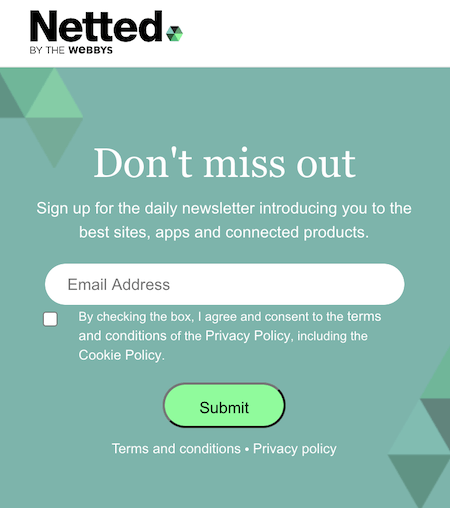 Netted
BY THE WEBBYS
Don't miss out
Sign up for the daily newsletter introducing you to the
best sites, apps and connected products.
Email Address
By checking the box, I agree and consent to the terms
and conditions of the Privacy Policy, including the
Cookie Policy.
Submit
Terms and conditions • Privacy policy